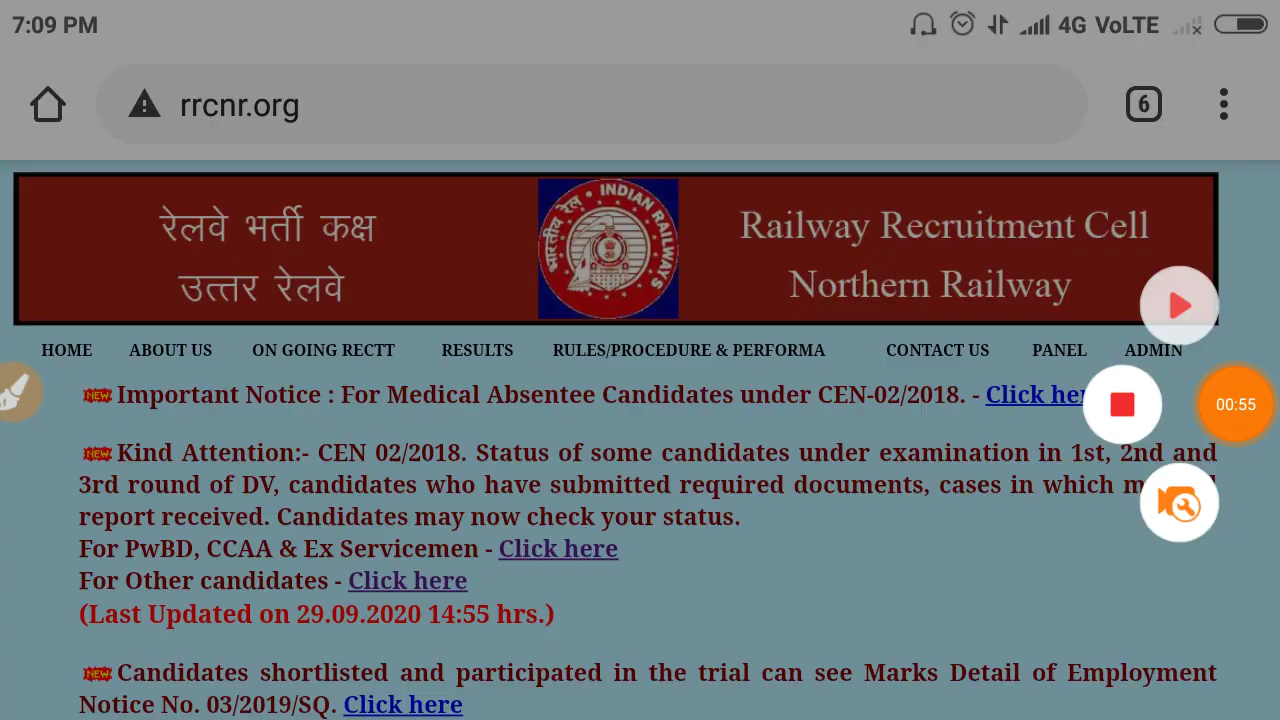 7:09 PM
4G VoLTE
rrcnr.org
6
रेलवे भर्ती कक्ष
उत्तर रेलवे
भारतीय रेल • INDIAN RAILWAYS
Railway Recruitment Cell
Northern Railway
HOME ABOUT US ON GOING RECTT RESULTS RULES/PROCEDURE & PERFORMA CONTACT US PANEL ADMIN
NEW Important Notice : For Medical Absentee Candidates under CEN-02/2018. - Click her
00:55
NEW Kind Attention:- CEN 02/2018. Status of some candidates under examination in 1st, 2nd and
3rd round of DV, candidates who have submitted required documents, cases in which
report received. Candidates may now check your status.
For PwBD, CCAA & Ex Servicemen - Click here
For Other candidates - Click here
(Last Updated on 29.09.2020 14:55 hrs.)
NEW Candidates shortlisted and participated in the trial can see Marks Detail of Employment
Notice No. 03/2019/SQ. Click here